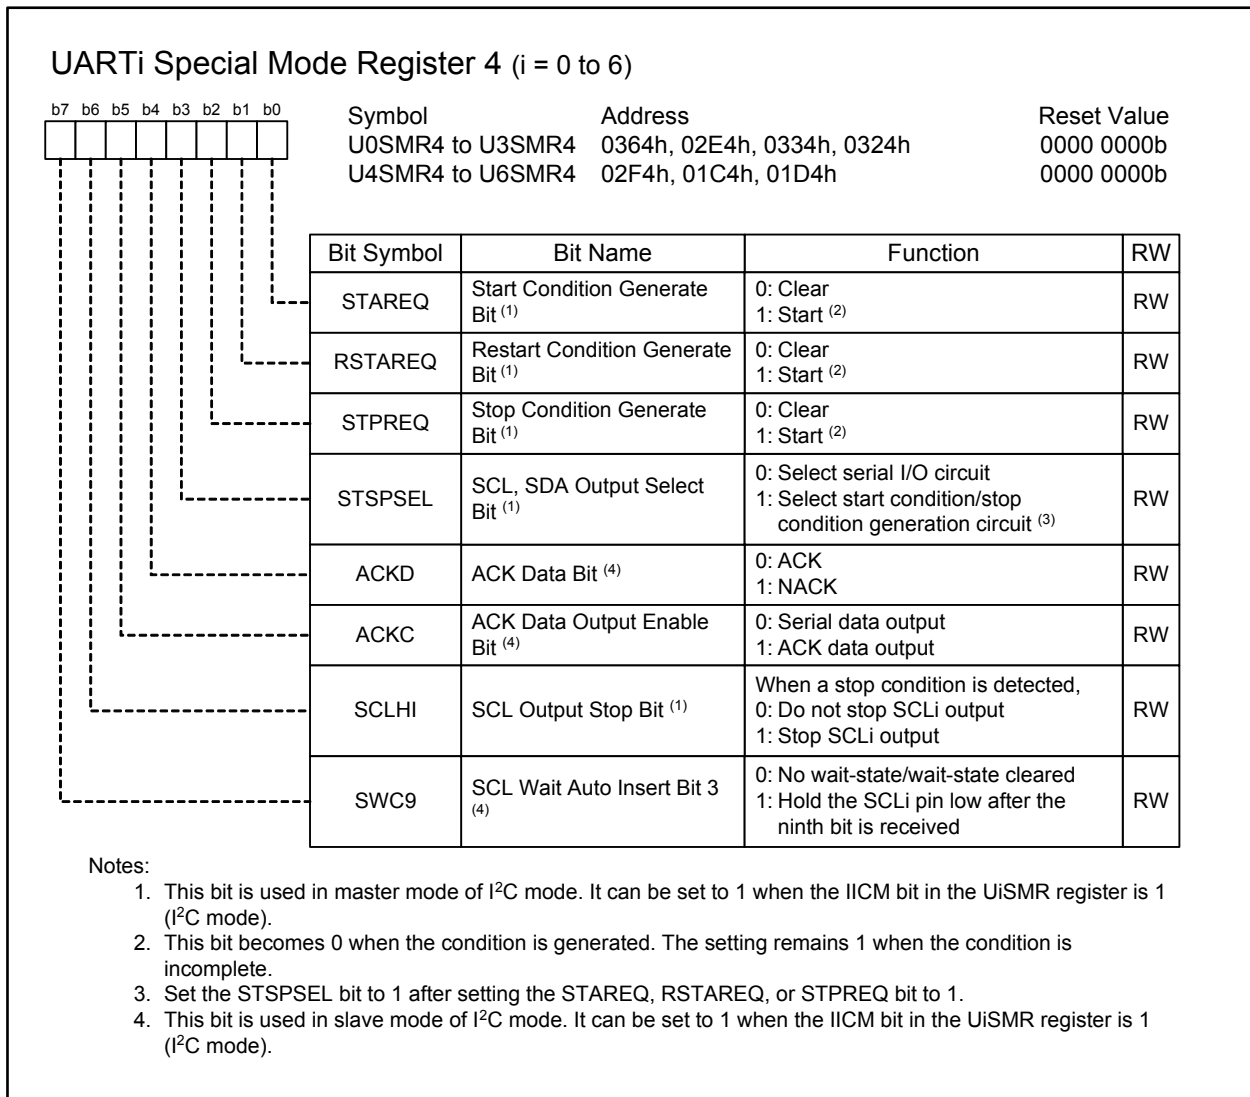 UARTi Special Mode Register 4 (i = 0 to 6)
b7 b6 b5 b4 b3 b2 b1 b0
Symbol Address Reset Value
U0SMR4 to U3SMR4 0364h, 02E4h, 0334h, 0324h 0000 0000b
U4SMR4 to U6SMR4 02F4h, 01C4h, 01D4h 0000 0000b
Bit Symbol Bit Name Function RW
STAREQ
Start Condition Generate
Bit (1)
0: Clear
1: Start (2)
RW
RSTAREQ
Restart Condition Generate
Bit (1)
0: Clear
1: Start (2)
RW
STPREQ
Stop Condition Generate
Bit (1)
0: Clear
1: Start (2)
RW
STSPSEL
SCL, SDA Output Select
Bit (1)
0: Select serial I/O circuit
1: Select start condition/stop
condition generation circuit (3)
RW
ACKD
ACK Data Bit (4)
0: ACK
1: NACK
RW
ACKC
ACK Data Output Enable
Bit (4)
0: Serial data output
1: ACK data output
RW
SCLHI
SCL Output Stop Bit (1)
When a stop condition is detected,
0: Do not stop SCLi output
1: Stop SCLi output
RW
SWC9
SCL Wait Auto Insert Bit 3
(4)
0: No wait-state/wait-state cleared
1: Hold the SCLi pin low after the
ninth bit is received
RW
Notes:
1. This bit is used in master mode of I²C mode. It can be set to 1 when the IICM bit in the UiSMR register is 1
(I²C mode).
2. This bit becomes 0 when the condition is generated. The setting remains 1 when the condition is
incomplete.
3. Set the STSPSEL bit to 1 after setting the STAREQ, RSTAREQ, or STPREQ bit to 1.
4. This bit is used in slave mode of I²C mode. It can be set to 1 when the IICM bit in the UiSMR register is 1
(I²C mode).